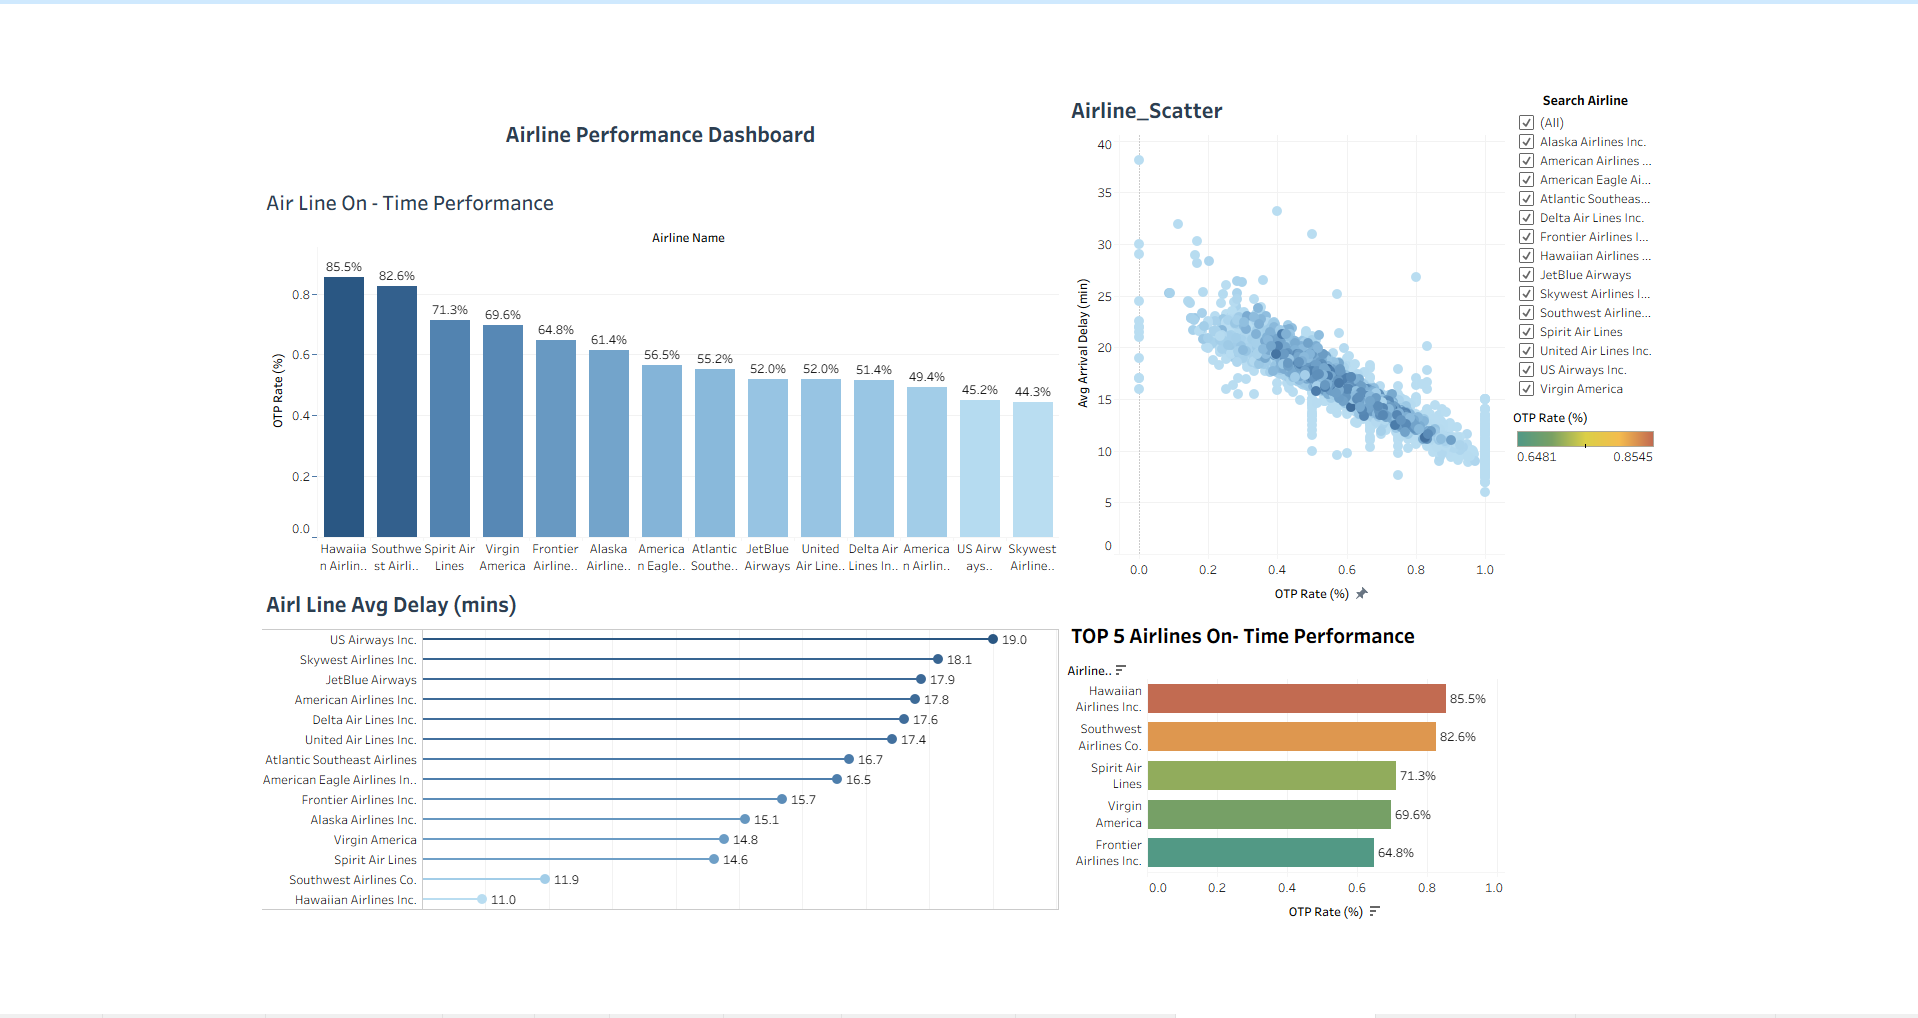 Airline Performance Dashboard
Air Line On - Time Performance
Airline Name
OTP Rate (%)
0.8
0.6
0.4
0.2
0.0
85.5%
82.6%
71.3%
69.6%
64.8%
61.4%
56.5%
55.2%
52.0%
52.0%
51.4%
49.4%
45.2%
44.3%
Hawaiia
n Airlin..
Southwe
st Airli..
Spirit Air
Lines
Virgin
America
Frontier
Airline..
Alaska
Airline..
America
n Eagle..
Atlantic
Southe..
JetBlue
Airways
United
Air Line..
Delta Air
Lines In..
America
n Airlin..
US Airw
ays..
Skywest
Airline..
Airl Line Avg Delay (mins)
US Airways Inc. 19.0
Skywest Airlines Inc. 18.1
JetBlue Airways 17.9
American Airlines Inc. 17.8
Delta Air Lines Inc. 17.6
United Air Lines Inc. 17.4
Atlantic Southeast Airlines 16.7
American Eagle Airlines In.. 16.5
Frontier Airlines Inc. 15.7
Alaska Airlines Inc. 15.1
Virgin America 14.8
Spirit Air Lines 14.6
Southwest Airlines Co. 11.9
Hawaiian Airlines Inc. 11.0
Airline_Scatter
Avg Arrival Delay (min)
40
35
30
25
20
15
10
5
0
0.0 0.2 0.4 0.6 0.8 1.0
OTP Rate (%)
Search Airline
(All)
Alaska Airlines Inc.
American Airlines ...
American Eagle Ai...
Atlantic Southeas...
Delta Air Lines Inc.
Frontier Airlines I...
Hawaiian Airlines ...
JetBlue Airways
Skywest Airlines I...
Southwest Airline...
Spirit Air Lines
United Air Lines Inc.
US Airways Inc.
Virgin America
OTP Rate (%)
0.6481 0.8545
TOP 5 Airlines On- Time Performance
Airline..
Hawaiian
Airlines Inc.
85.5%
Southwest
Airlines Co.
82.6%
Spirit Air
Lines
71.3%
Virgin
America
69.6%
Frontier
Airlines Inc.
64.8%
0.0 0.2 0.4 0.6 0.8 1.0
OTP Rate (%)